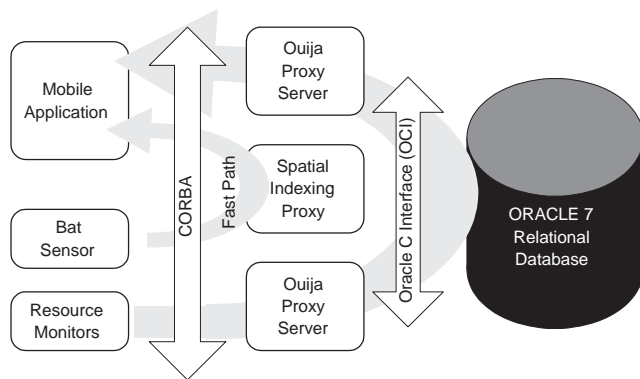 Mobile
Application
Bat
Sensor
Resource
Monitors
CORBA
Fast Path
Ouija
Proxy
Server
Spatial
Indexing
Proxy
Ouija
Proxy
Server
Oracle C Interface (OCI)
ORACLE 7
Relational
Database